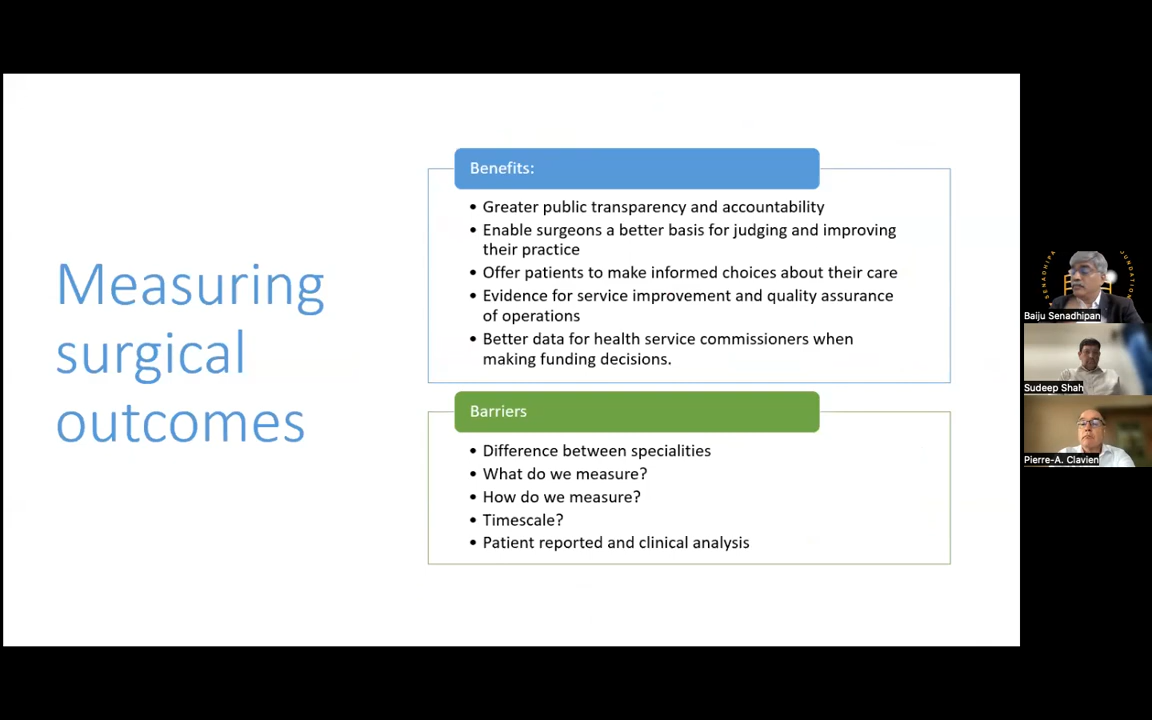 Measuring
surgical
outcomes
Benefits:
• Greater public transparency and accountability
• Enable surgeons a better basis for judging and improving
their practice
• Offer patients to make informed choices about their care
• Evidence for service improvement and quality assurance
of operations
• Better data for health service commissioners when
making funding decisions.
Barriers
• Difference between specialities
• What do we measure?
• How do we measure?
• Timescale?
• Patient reported and clinical analysis
SENADHIPA
Baiju Senadhipan
Sudeep Shah
Pierre-A. Clavien